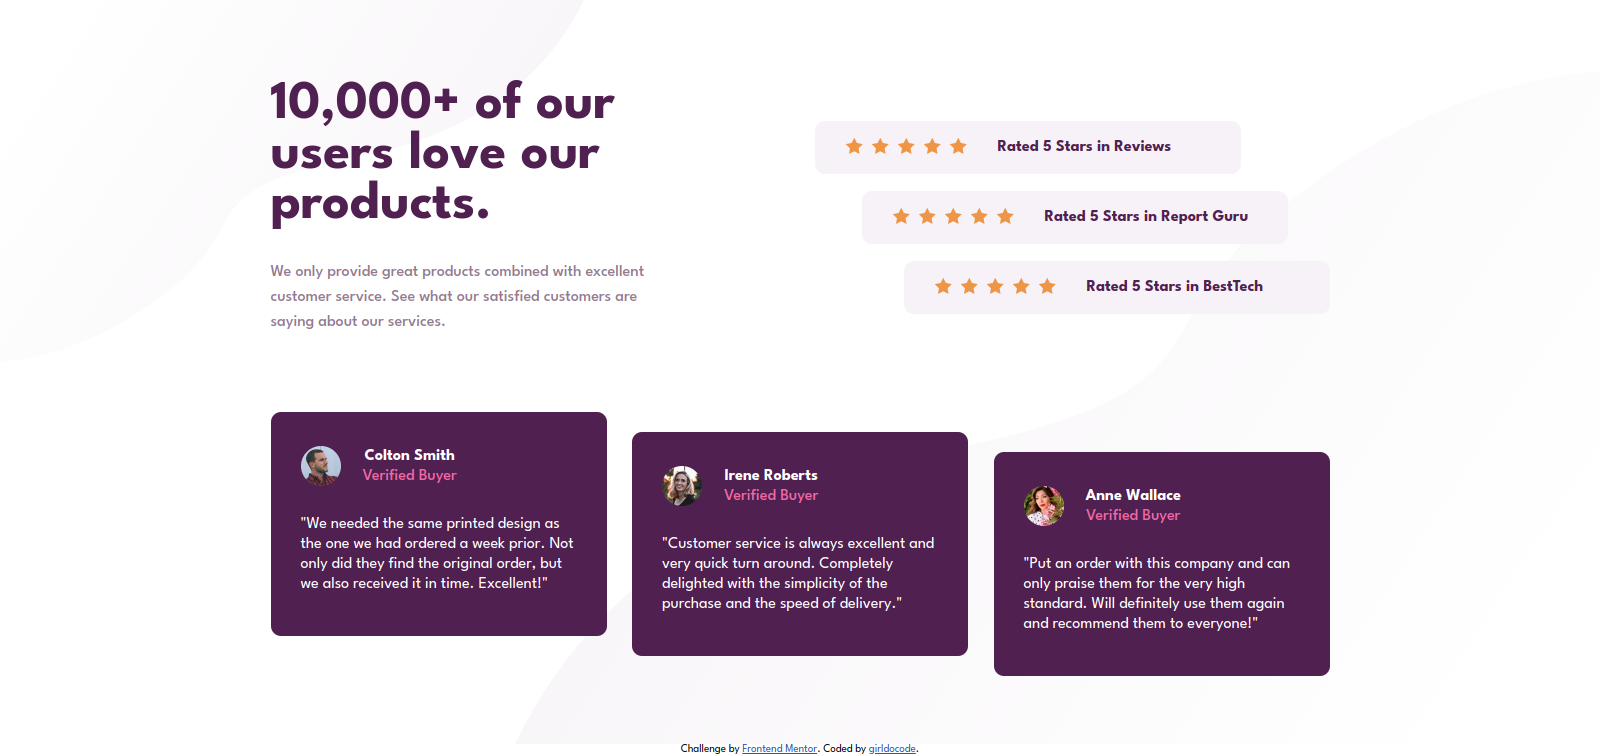 10,000+ of our
users love our
products.
We only provide great products combined with excellent
customer service. See what our satisfied customers are
saying about our services.
Rated 5 Stars in Reviews
Rated 5 Stars in Report Guru
Rated 5 Stars in BestTech
Colton Smith
Verified Buyer
"We needed the same printed design as
the one we had ordered a week prior. Not
only did they find the original order, but
we also received it in time. Excellent!"
Irene Roberts
Verified Buyer
"Customer service is always excellent and
very quick turn around. Completely
delighted with the simplicity of the
purchase and the speed of delivery."
Anne Wallace
Verified Buyer
"Put an order with this company and can
only praise them for the very high
standard. Will definitely use them again
and recommend them to everyone!"
Challenge by Frontend Mentor. Coded by girldocode.